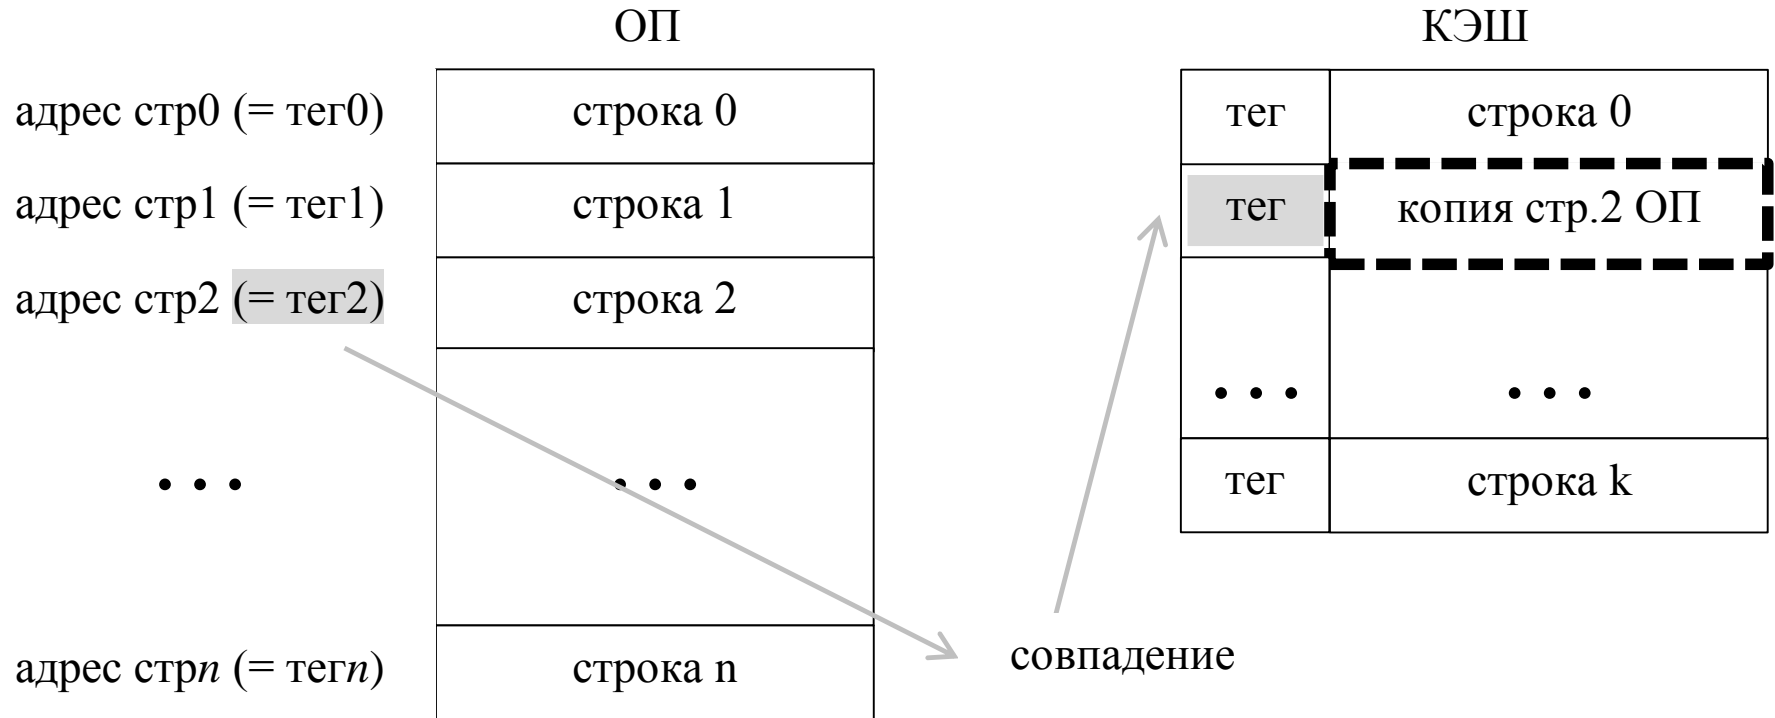 ОП КЭШ
адрес стр0 (= тег0) строка 0 тег строка 0
адрес стр1 (= тег1) строка 1 тег копия стр.2 ОП
адрес стр2 (= тег2) строка 2
. . . . . .
. . . . . .
тег строка k
адрес стрn (= тегn) строка n совпадение